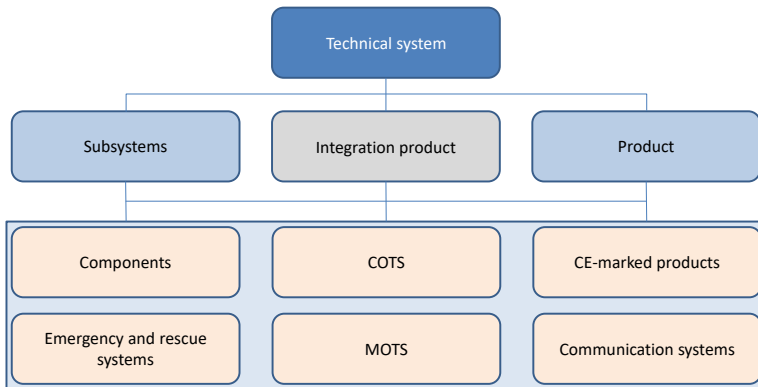 Technical system
Subsystems
Integration product
Product
Components
COTS
CE-marked products
Emergency and rescue
systems
MOTS
Communication systems